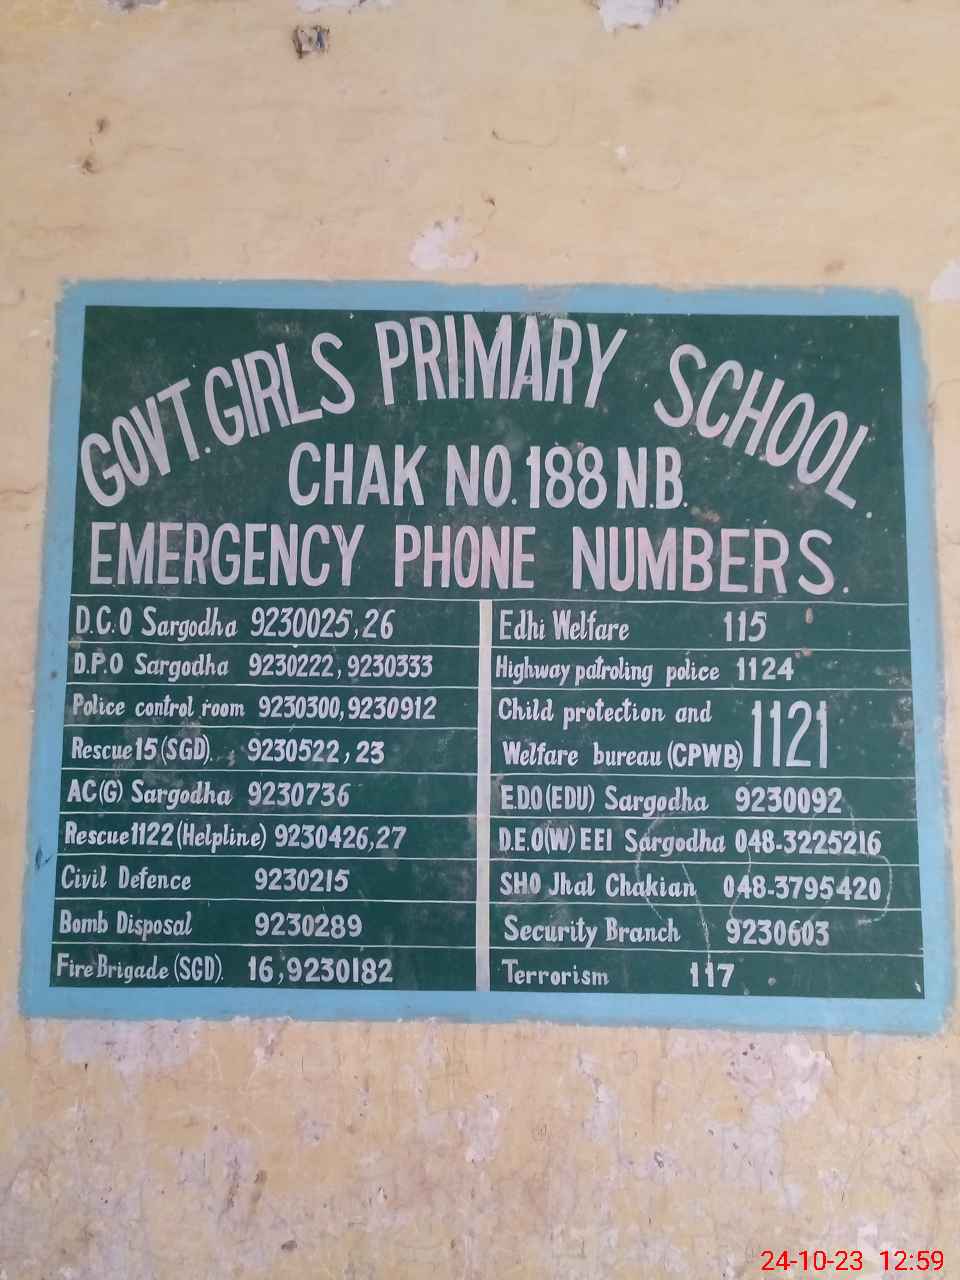 GOVT. GIRLS PRIMARY SCHOOL
CHAK NO. 188 N.B.
EMERGENCY PHONE NUMBERS.
D.C.O Sargodha 9230025,26
D.P.O Sargodha 9230222,9230333
Police control room 9230300,9230912
Rescue 15 (SGD). 9230522,23
AC(G) Sargodha 9230736
Rescue 1122 (Helpline) 9230426,27
Civil Defence 9230215
Bomb Disposal 9230289
Fire Brigade (SGD). 16,9230182
Edhi Welfare 115
Highway patroling police 1124
Child protection and
Welfare bureau (CPWB) 1121
E.D.O (EDU) Sargodha 9230092
D.E.O(W) EEI Sargodha 048-3225216
SHO Jhal Chakian 048-3795420
Security Branch 9230603
Terrorism 117
24-10-23 12:59